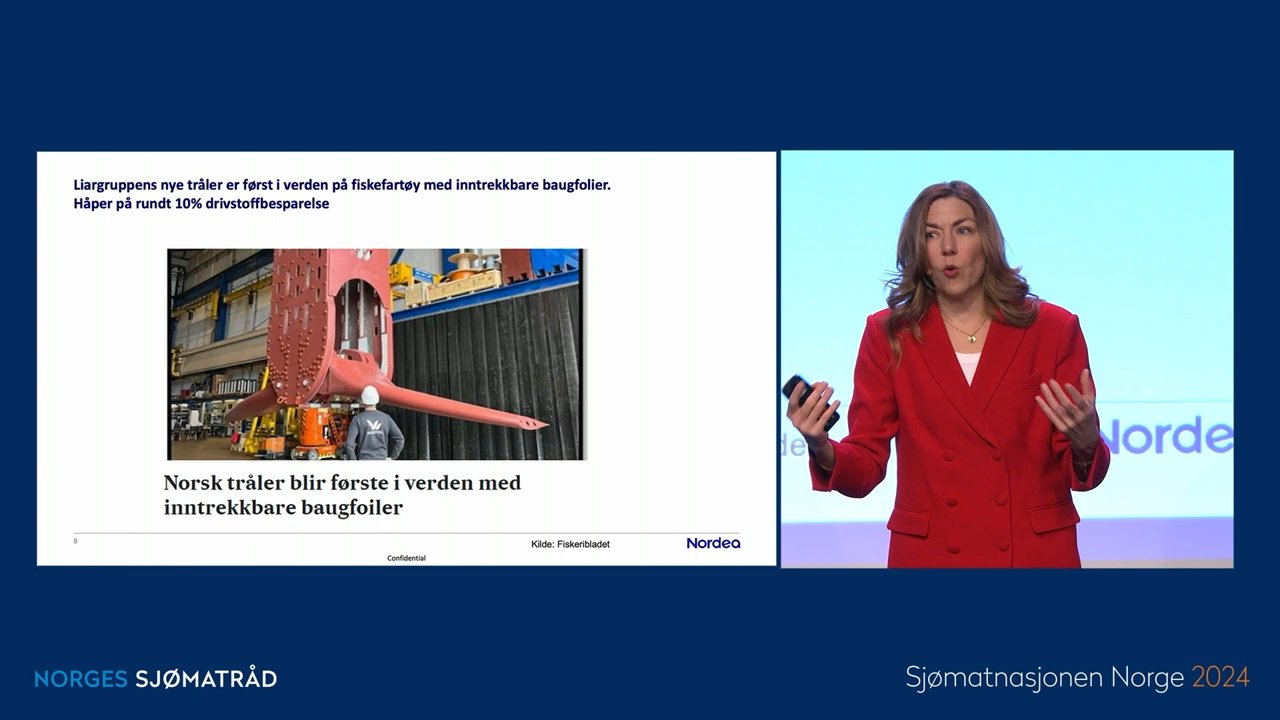 Liargruppens nye tråler er først i verden på fiskefartøy med inntrekkbare baugfolier.
Håper på rundt 10% drivstoffbesparelse
Norsk tråler blir første i verden med
inntrekkbare baugfoiler
9
Kilde: Fiskeribladet
Nordea
Confidential
de
Norde
NORGES SJØMATRÅD
Sjømatnasjonen Norge 2024